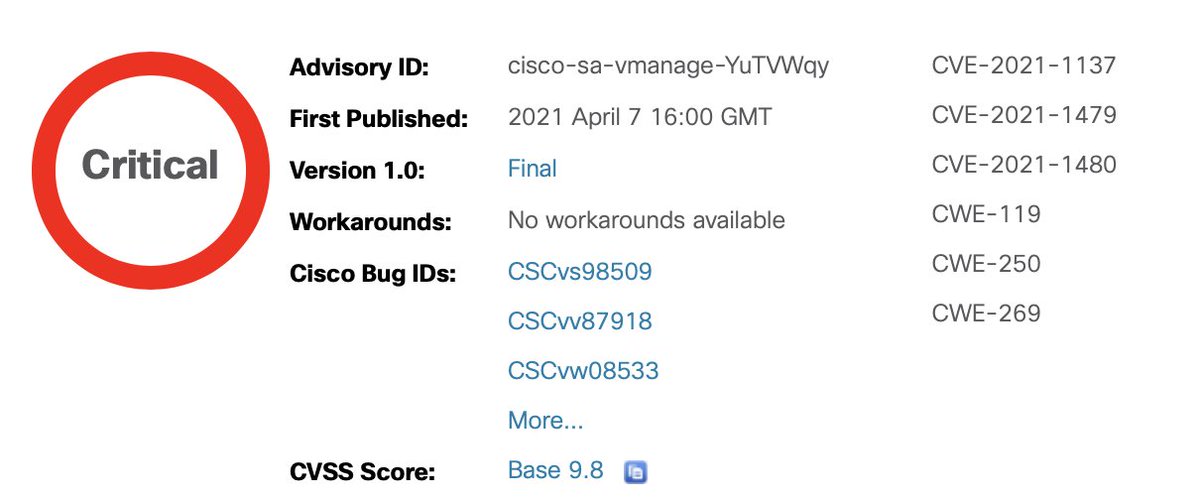 Critical
Advisory ID: cisco-sa-vmanage-YuTVWqy
First Published: 2021 April 7 16:00 GMT
Version 1.0: Final
Workarounds: No workarounds available
Cisco Bug IDs: CSCvs98509
CSCvv87918
CSCvw08533
More...
CVSS Score: Base 9.8
CVE-2021-1137
CVE-2021-1479
CVE-2021-1480
CWE-119
CWE-250
CWE-269